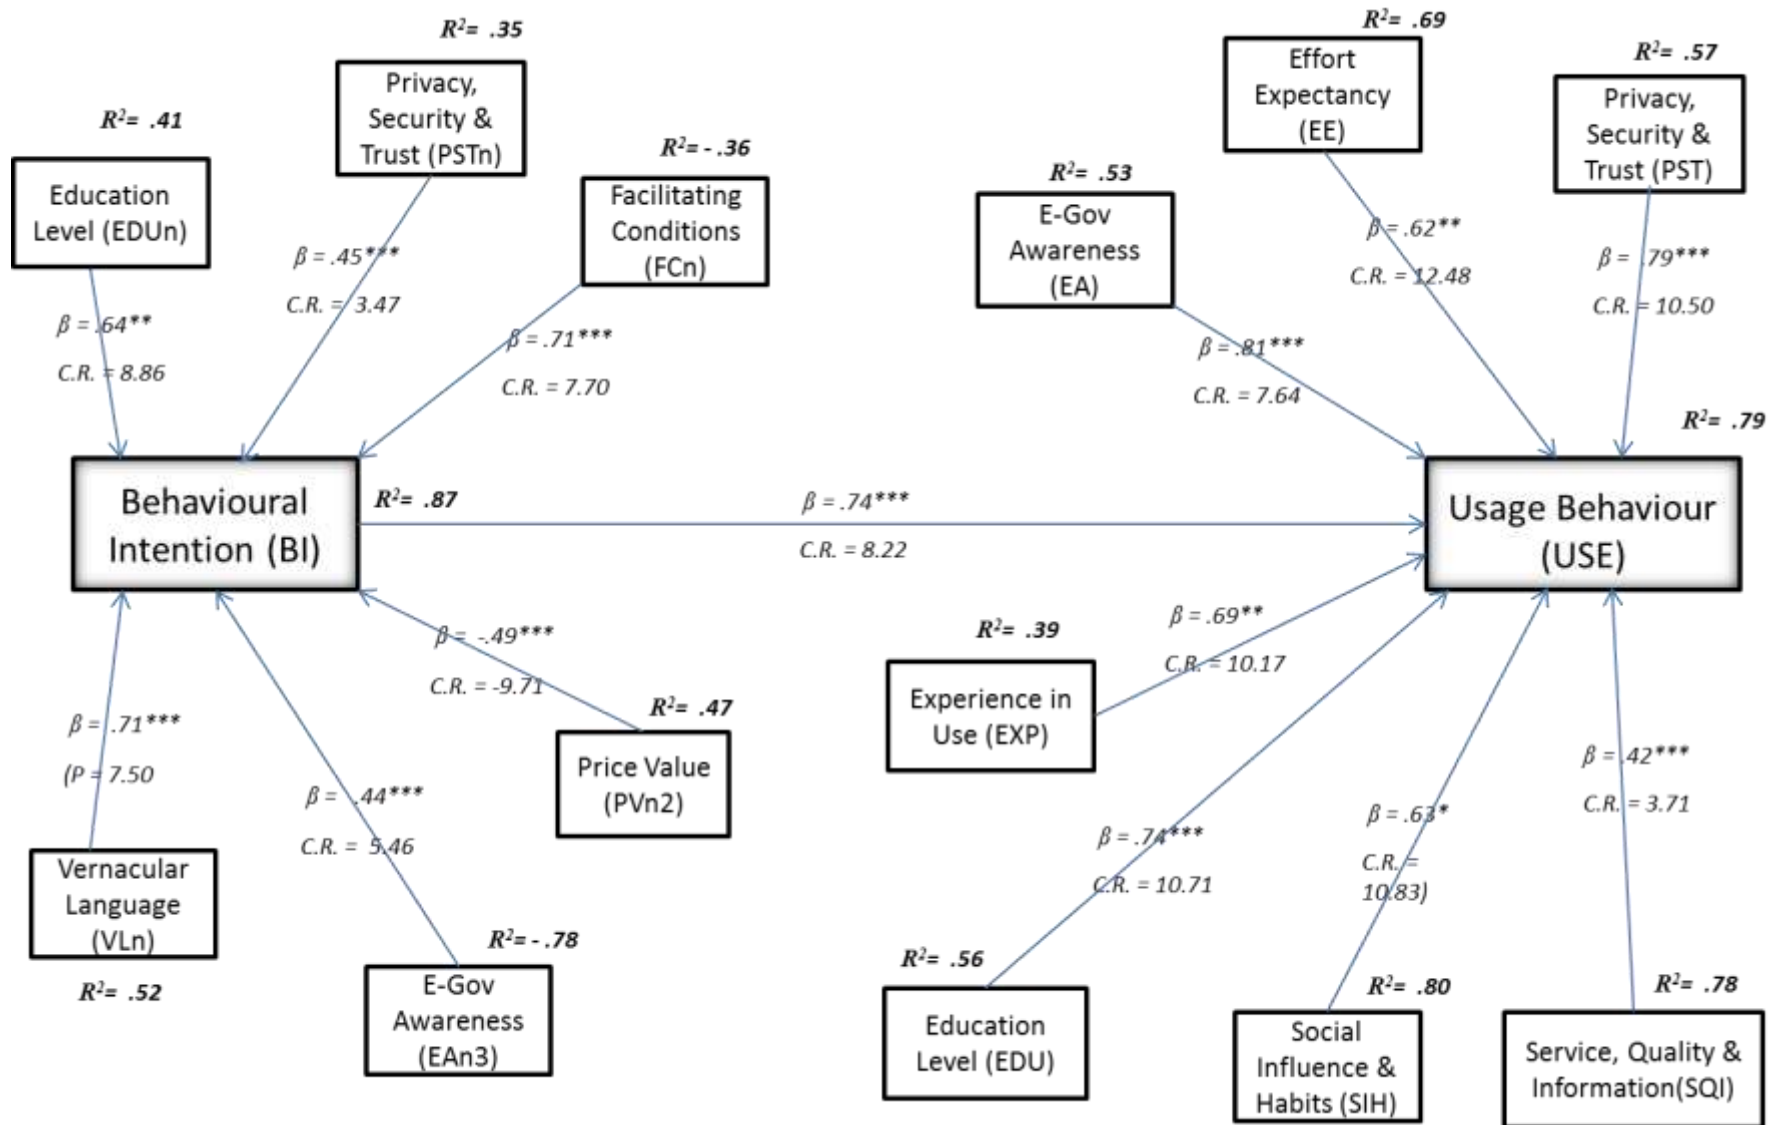 R²= .35
Privacy,
Security &
Trust (PSTn)
R²= .41
Education
Level (EDUn)
R²= - .36
Facilitating
Conditions
(FCn)
β = .45***
C.R. = 3.47
β = .64**
C.R. = 8.86
β = .71***
C.R. = 7.70
R²= .69
Effort
Expectancy
(EE)
R²= .57
Privacy,
Security &
Trust (PST)
R²= .53
E-Gov
Awareness
(EA)
β = .62**
C.R. = 12.48
β = .79***
C.R. = 10.50
β = .81***
C.R. = 7.64
R²= .79
Behavioural
Intention (BI)
R²= .87
β = .74***
C.R. = 8.22
Usage Behaviour
(USE)
β = -.49***
C.R. = -9.71
R²= .47
Price Value
(PVn2)
β = .71***
(P = 7.50
β = .44***
C.R. = 5.46
Vernacular
Language
(VLn)
R²= .52
R²= - .78
E-Gov
Awareness
(EAn3)
R²= .39
Experience in
Use (EXP)
β = .69**
C.R. = 10.17
β = .74***
C.R. = 10.71
β = .63*
C.R. =
10.83)
β = .42***
C.R. = 3.71
R²= .56
Education
Level (EDU)
R²= .80
Social
Influence &
Habits (SIH)
R²= .78
Service, Quality &
Information(SQI)